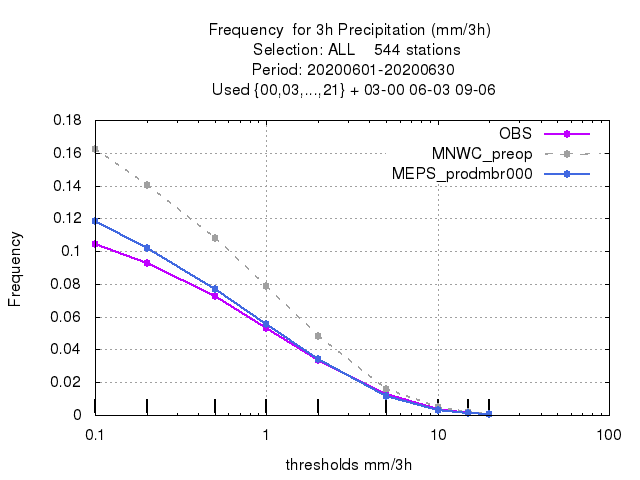 Frequency  for 3h Precipitation (mm/3h)
Selection: ALL    544 stations
Period: 20200601-20200630
Used {00,03,...,21} + 03-00 06-03 09-06
OBS
MNWC_preop
MEPS_prodmbr000
0.18
0.16
0.14
0.12
0.1
0.08
0.06
0.04
0.02
0
Frequency
0.1 1 10 100
thresholds mm/3h